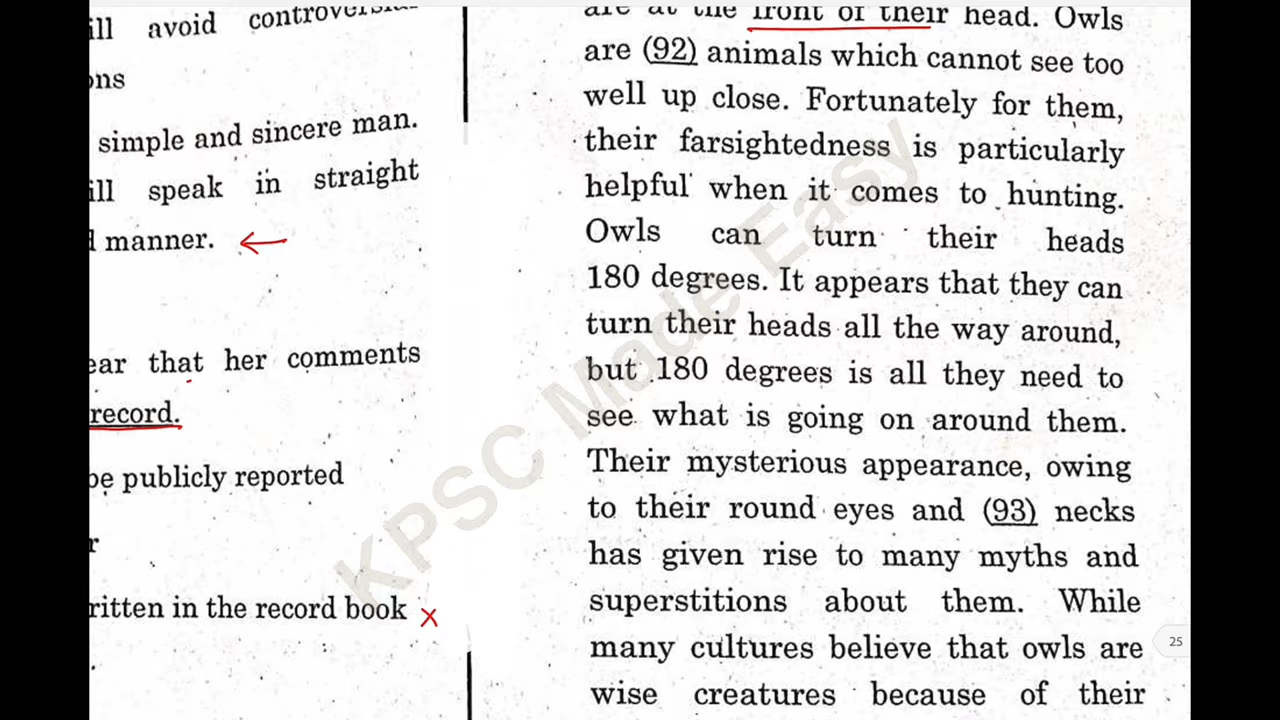 ill avoid controversial
ons
simple and sincere man.
ill speak in straight
d manner.
ear that her comments
record.
be publicly reported
r
ritten in the record book x
are at the front of their head. Owls
are (92) animals which cannot see too
well up close. Fortunately for them,
their farsightedness is particularly
helpful when it comes to hunting.
Owls can turn their heads
180 degrees. It appears that they can
turn their heads all the way around,
but 180 degrees is all they need to
see what is going on around them.
Their mysterious appearance, owing
to their round eyes and (93) necks
has given rise to many myths and
superstitions about them. While
many cultures believe that owls are
wise creatures because of their
KPSC Made Easy
25